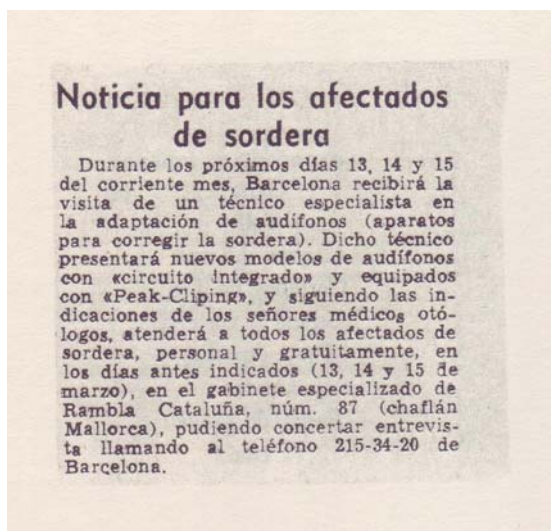 Noticia para los afectados
de sordera
Durante los próximos días 13, 14 y 15
del corriente mes, Barcelona recibirá la
visita de un técnico especialista en
la adaptación de audífonos (aparatos
para corregir la sordera). Dicho técnico
presentará nuevos modelos de audífonos
con «circuito integrado» y equipados
con «Peak-Cliping», y siguiendo las in-
dicaciones de los señores médicos otó-
logos, atenderá a todos los afectados de
sordera, personal y gratuitamente, en
los días antes indicados (13, 14 y 15 de
marzo), en el gabinete especializado de
Rambla Cataluña, núm. 87 (chaflán
Mallorca), pudiendo concertar entrevis-
ta llamando al teléfono 215-34-20 de
Barcelona.